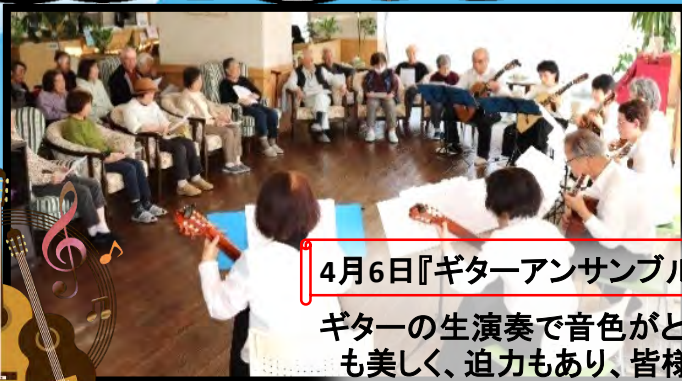 4月6日『ギターアンサンブル
ギターの生演奏で音色がと
も美しく、迫力もあり、皆様